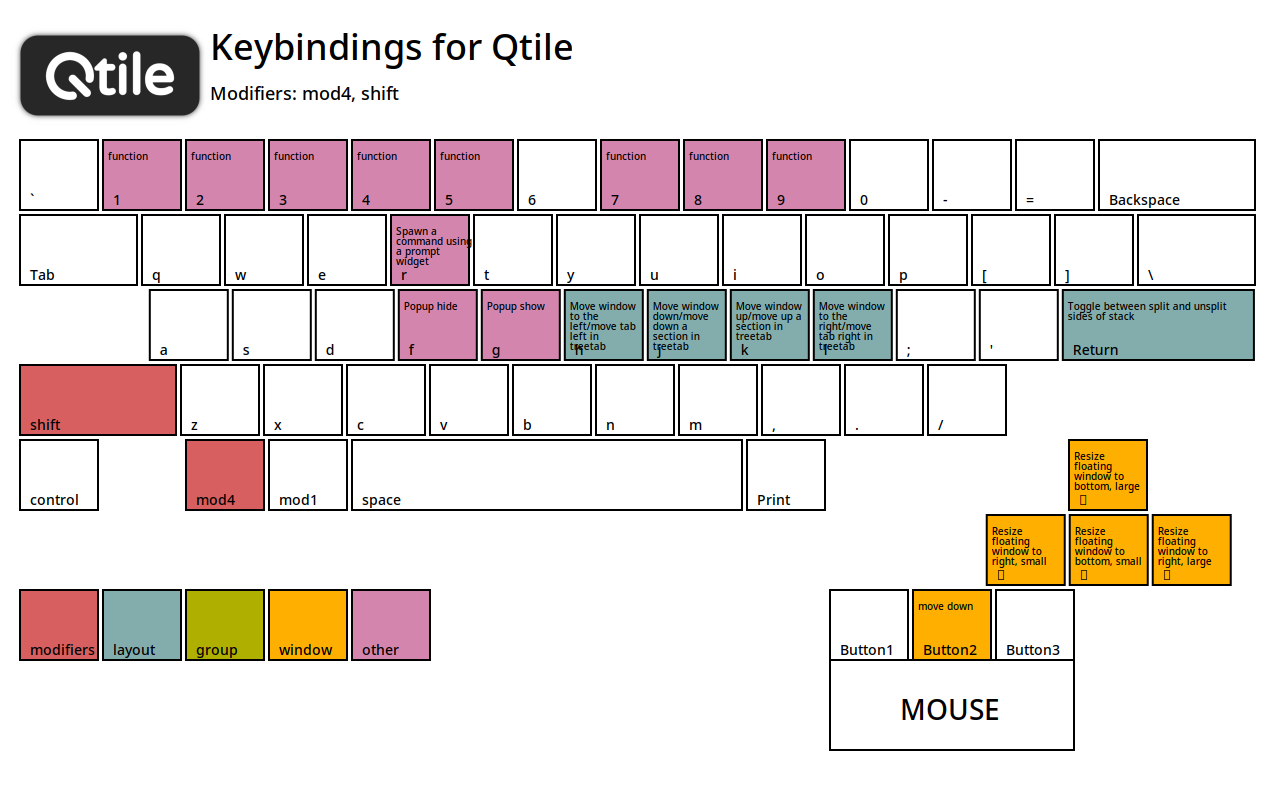 Qtile
Keybindings for Qtile
Modifiers: mod4, shift
function function function function function function function function
` 1 2 3 4 5 6 7 8 9 0 - = Backspace
Spawn a
command using
a prompt
widget
Tab q w e r t y u i o p [ ] \
Popup hide
Popup show
Move window
to the
left/move tab
left in
treetab
Move window
down/move
down a
section in
treetab
Move window
up/move up a
section in
treetab
Move window
to the
right/move
tab right in
treetab
Toggle between split and unsplit
sides of stack
a s d f g h j k l ; ' Return
shift z x c v b n m , . /
Resize
floating
window to
bottom, large
control mod4 mod1 space Print
Resize
floating
window to
right, small
Resize
floating
window to
bottom, small
Resize
floating
window to
right, large
move down
modifiers layout group window other Button1 Button2 Button3
MOUSE